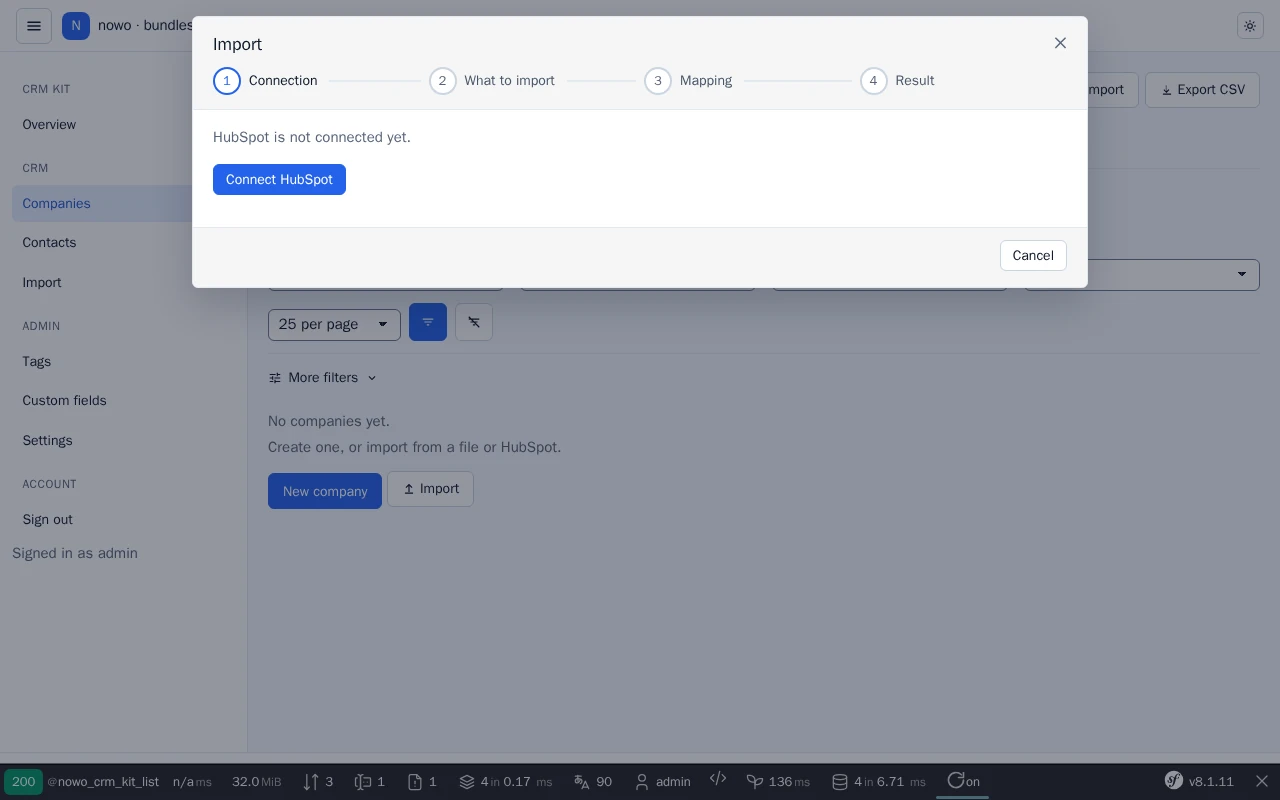 N nowo · bundles
Import
1 Connection 2 What to import 3 Mapping 4 Result
CRM KIT
Overview
mport Export CSV
HubSpot is not connected yet.
Connect HubSpot
Cancel
CRM
Companies
Contacts
Import
ADMIN
Tags
Custom fields
Settings
ACCOUNT
Sign out
Signed in as admin
25 per page
More filters
No companies yet.
Create one, or import from a file or HubSpot.
New company Import
200 @nowo_crm_kit_list n/a ms 32.0 MiB 3 1 1 4 in 0.17 ms 90 admin 136 ms 4 in 6.71 ms on sf v8.1.11